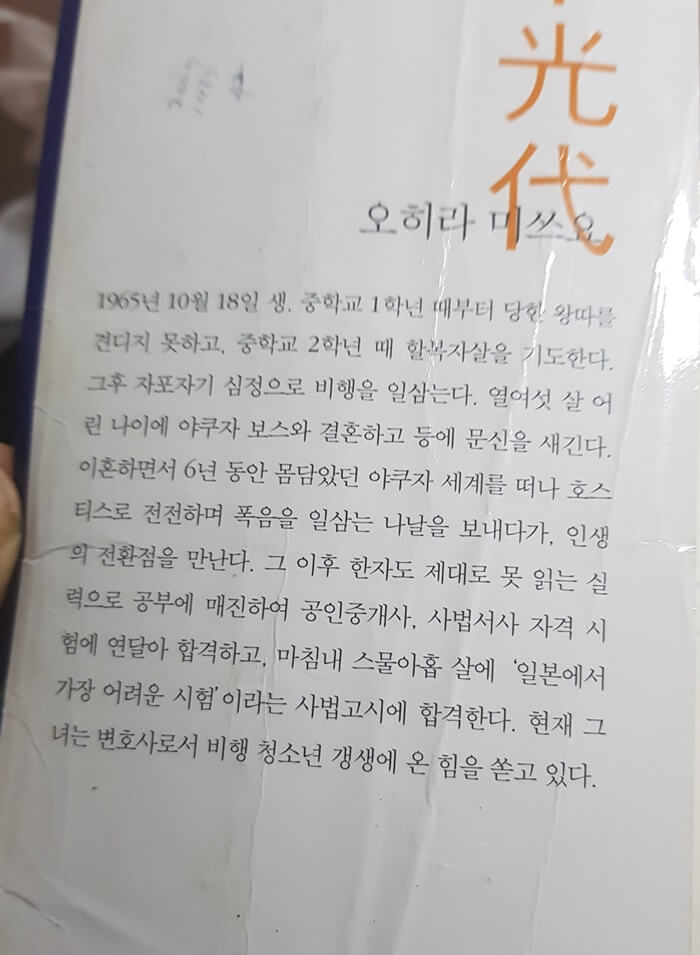 光
代
오히라 미쓰요
1965년 10월 18일 생. 중학교 1학년 때부터 당한 왕따를
견디지 못하고, 중학교 2학년 때 할복자살을 기도한다.
그후 자포자기 심정으로 비행을 일삼는다. 열여섯 살 어
린 나이에 야쿠자 보스와 결혼하고 등에 문신을 새긴다.
이혼하면서 6년 동안 몸담았던 야쿠자 세계를 떠나 호스
티스로 전전하며 폭음을 일삼는 나날을 보내다가, 인생
의 전환점을 만난다. 그 이후 한자도 제대로 못 읽는 실
력으로 공부에 매진하여 공인중개사, 사법서사 자격 시
험에 연달아 합격하고, 마침내 스물아홉 살에 '일본에서
가장 어려운 시험'이라는 사법고시에 합격한다. 현재 그
녀는 변호사로서 비행 청소년 갱생에 온 힘을 쏟고 있다.